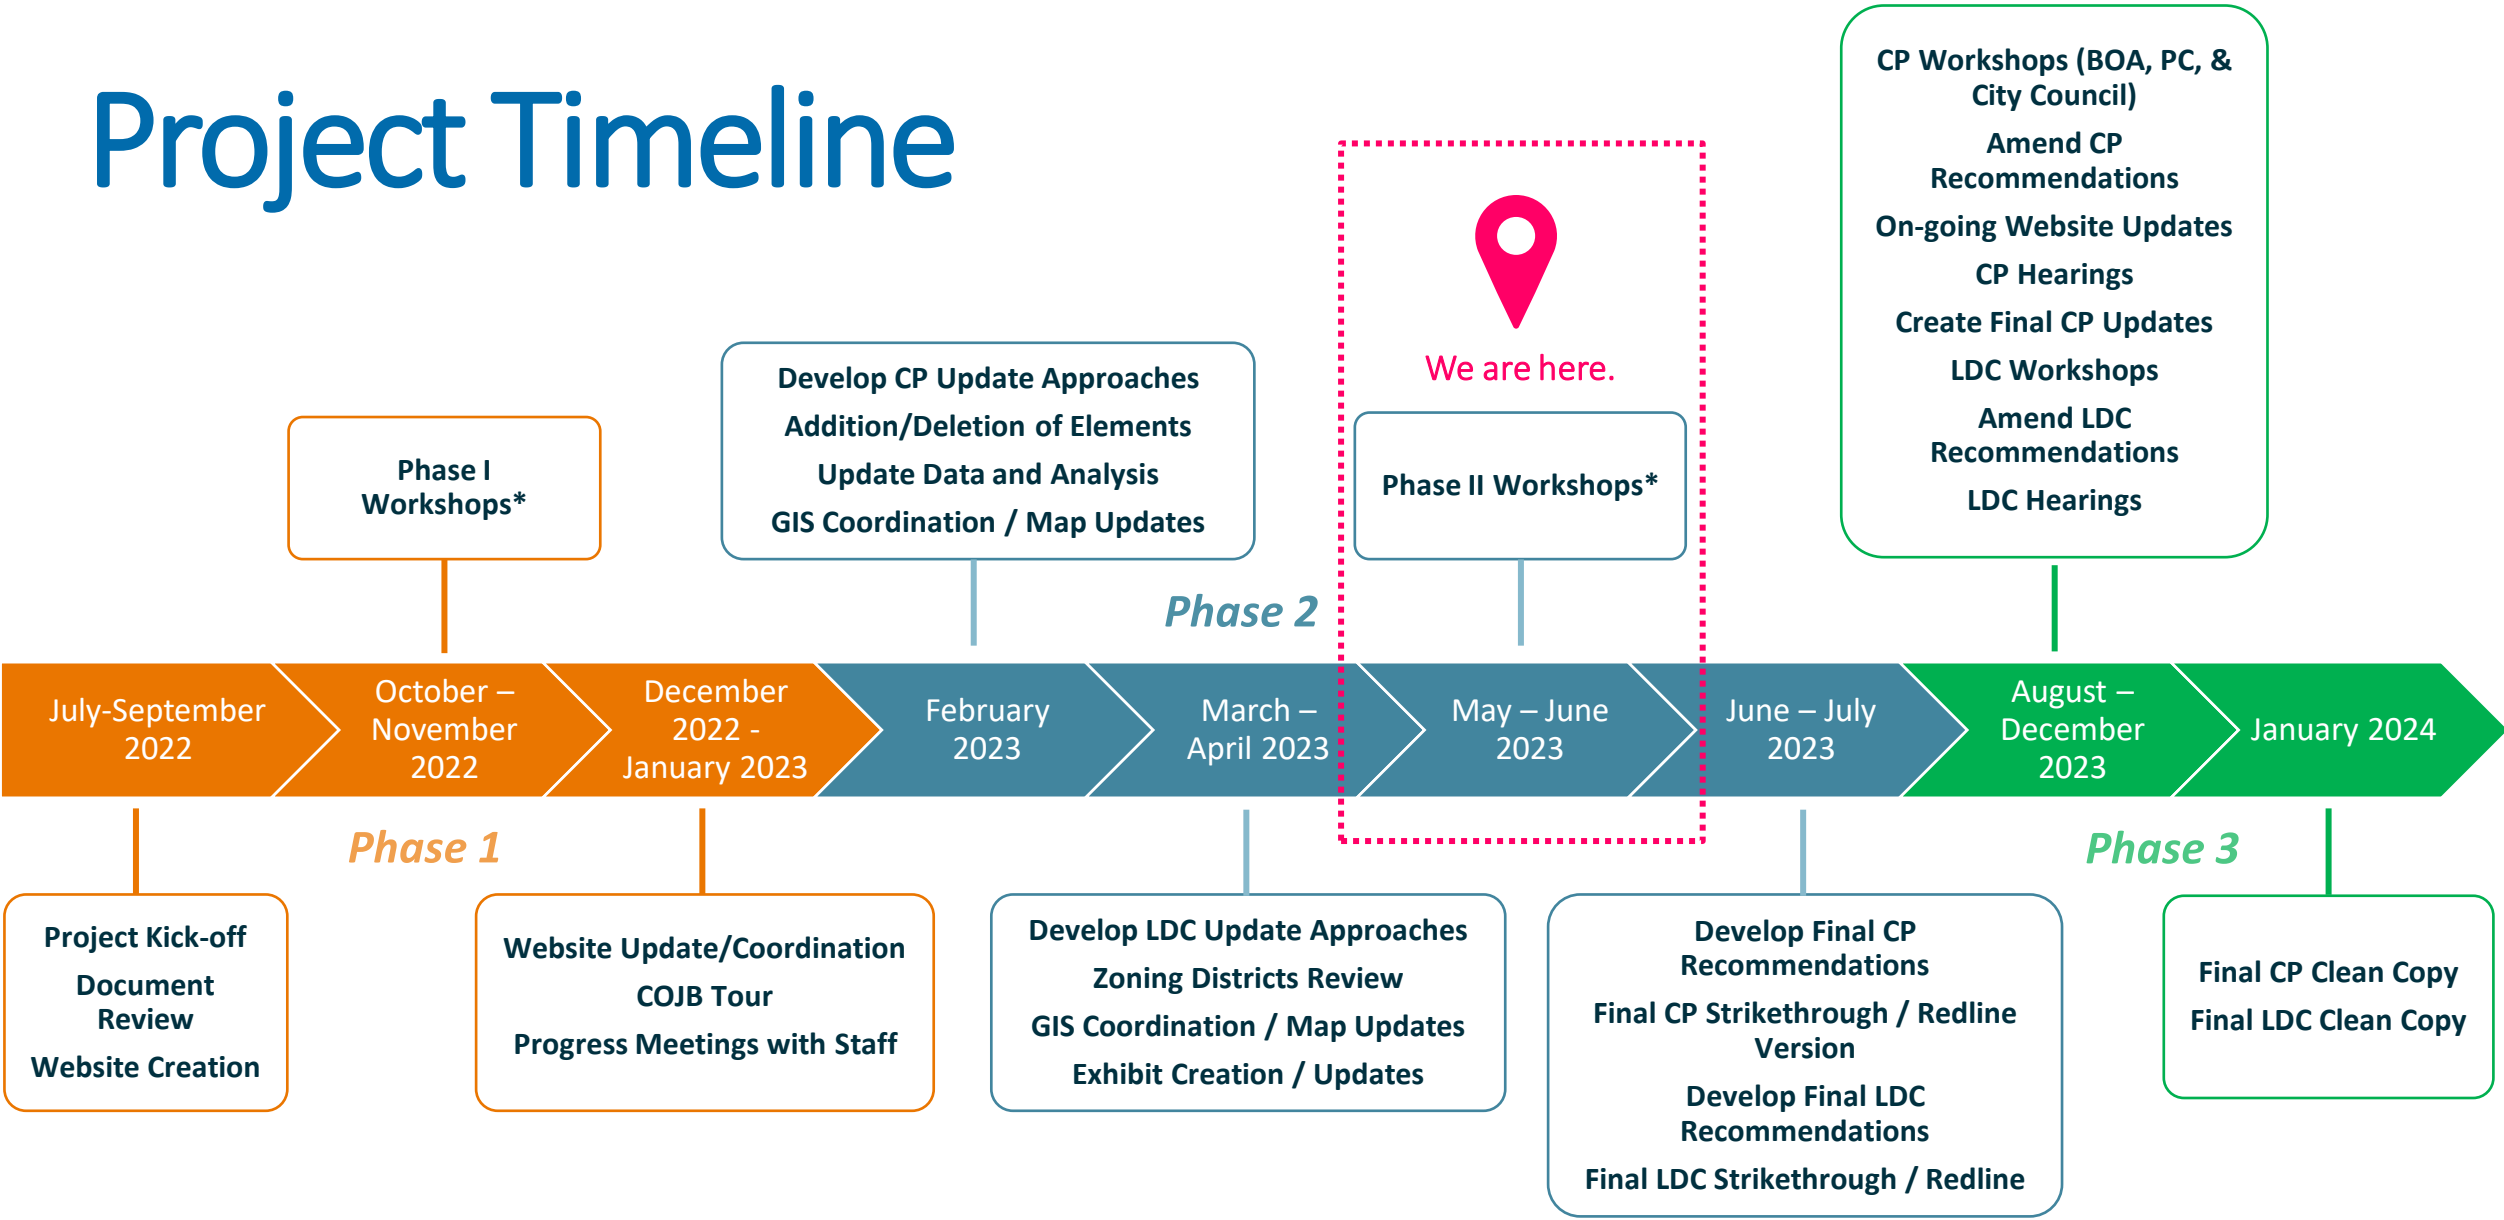 Project Timeline
CP Workshops (BOA, PC, &
City Council)
Amend CP
Recommendations
On-going Website Updates
CP Hearings
Create Final CP Updates
LDC Workshops
Amend LDC
Recommendations
LDC Hearings
We are here.
Develop CP Update Approaches
Addition/Deletion of Elements
Update Data and Analysis
GIS Coordination / Map Updates
Phase I
Workshops*
Phase II Workshops*
Phase 2
July-September
2022
October –
November
2022
December
2022 -
January 2023
February
2023
March –
April 2023
May – June
2023
June – July
2023
August –
December
2023
January 2024
Phase 1
Phase 3
Project Kick-off
Document
Review
Website Creation
Website Update/Coordination
COJB Tour
Progress Meetings with Staff
Develop LDC Update Approaches
Zoning Districts Review
GIS Coordination / Map Updates
Exhibit Creation / Updates
Develop Final CP
Recommendations
Final CP Strikethrough / Redline
Version
Develop Final LDC
Recommendations
Final LDC Strikethrough / Redline
Final CP Clean Copy
Final LDC Clean Copy